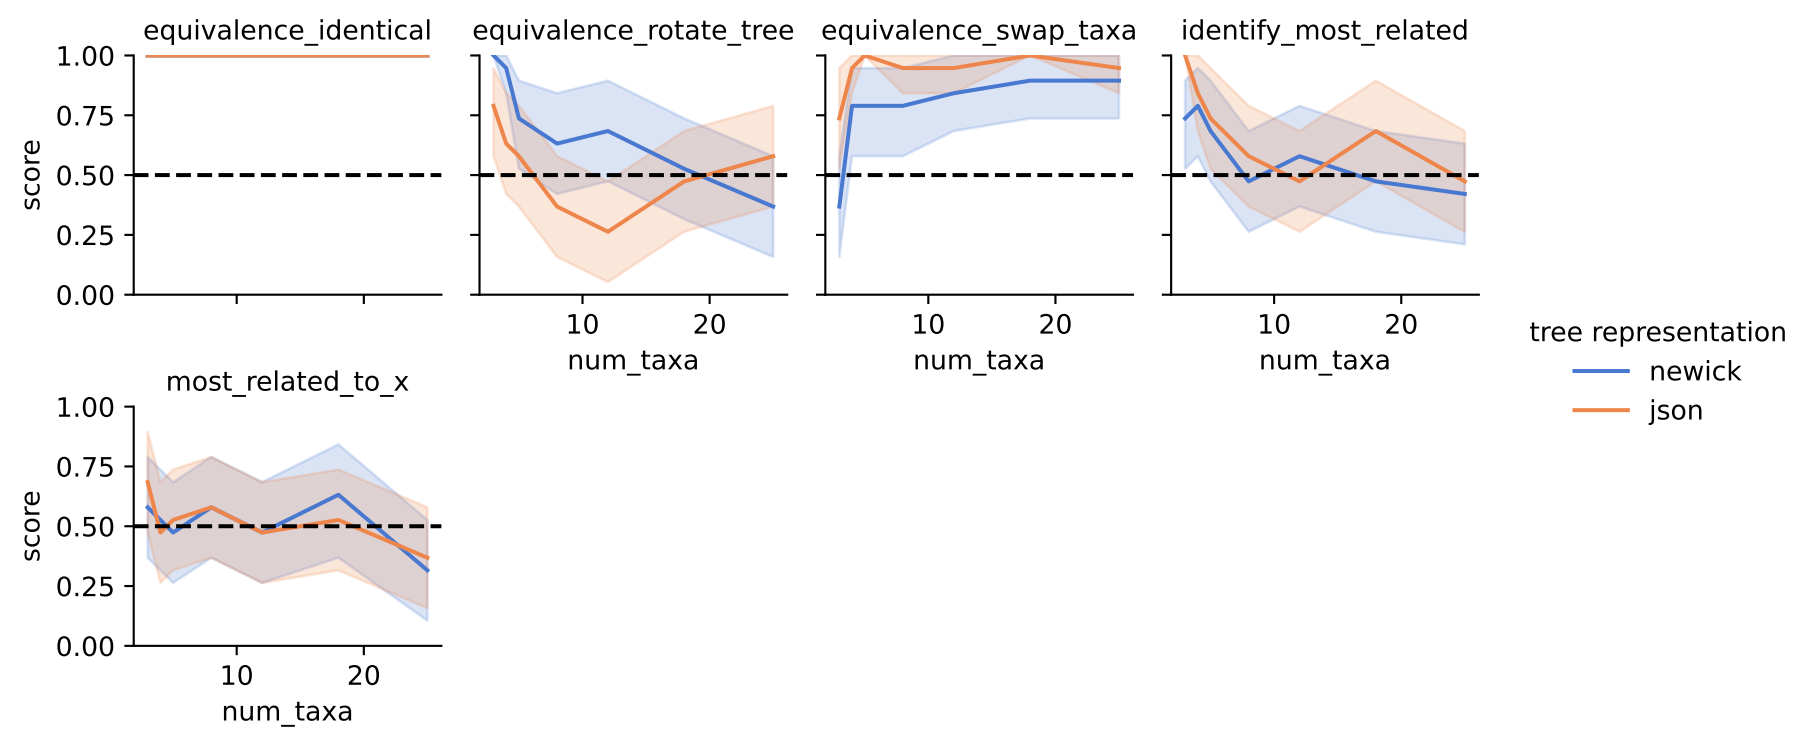 equivalence_identical
equivalence_rotate_tree
equivalence_swap_taxa
identify_most_related
1.00
0.75
0.50
0.25
0.00
score
10
20
num_taxa
10
20
num_taxa
10
20
num_taxa
tree representation
newick
json
most_related_to_x
1.00
0.75
0.50
0.25
0.00
score
10
20
num_taxa